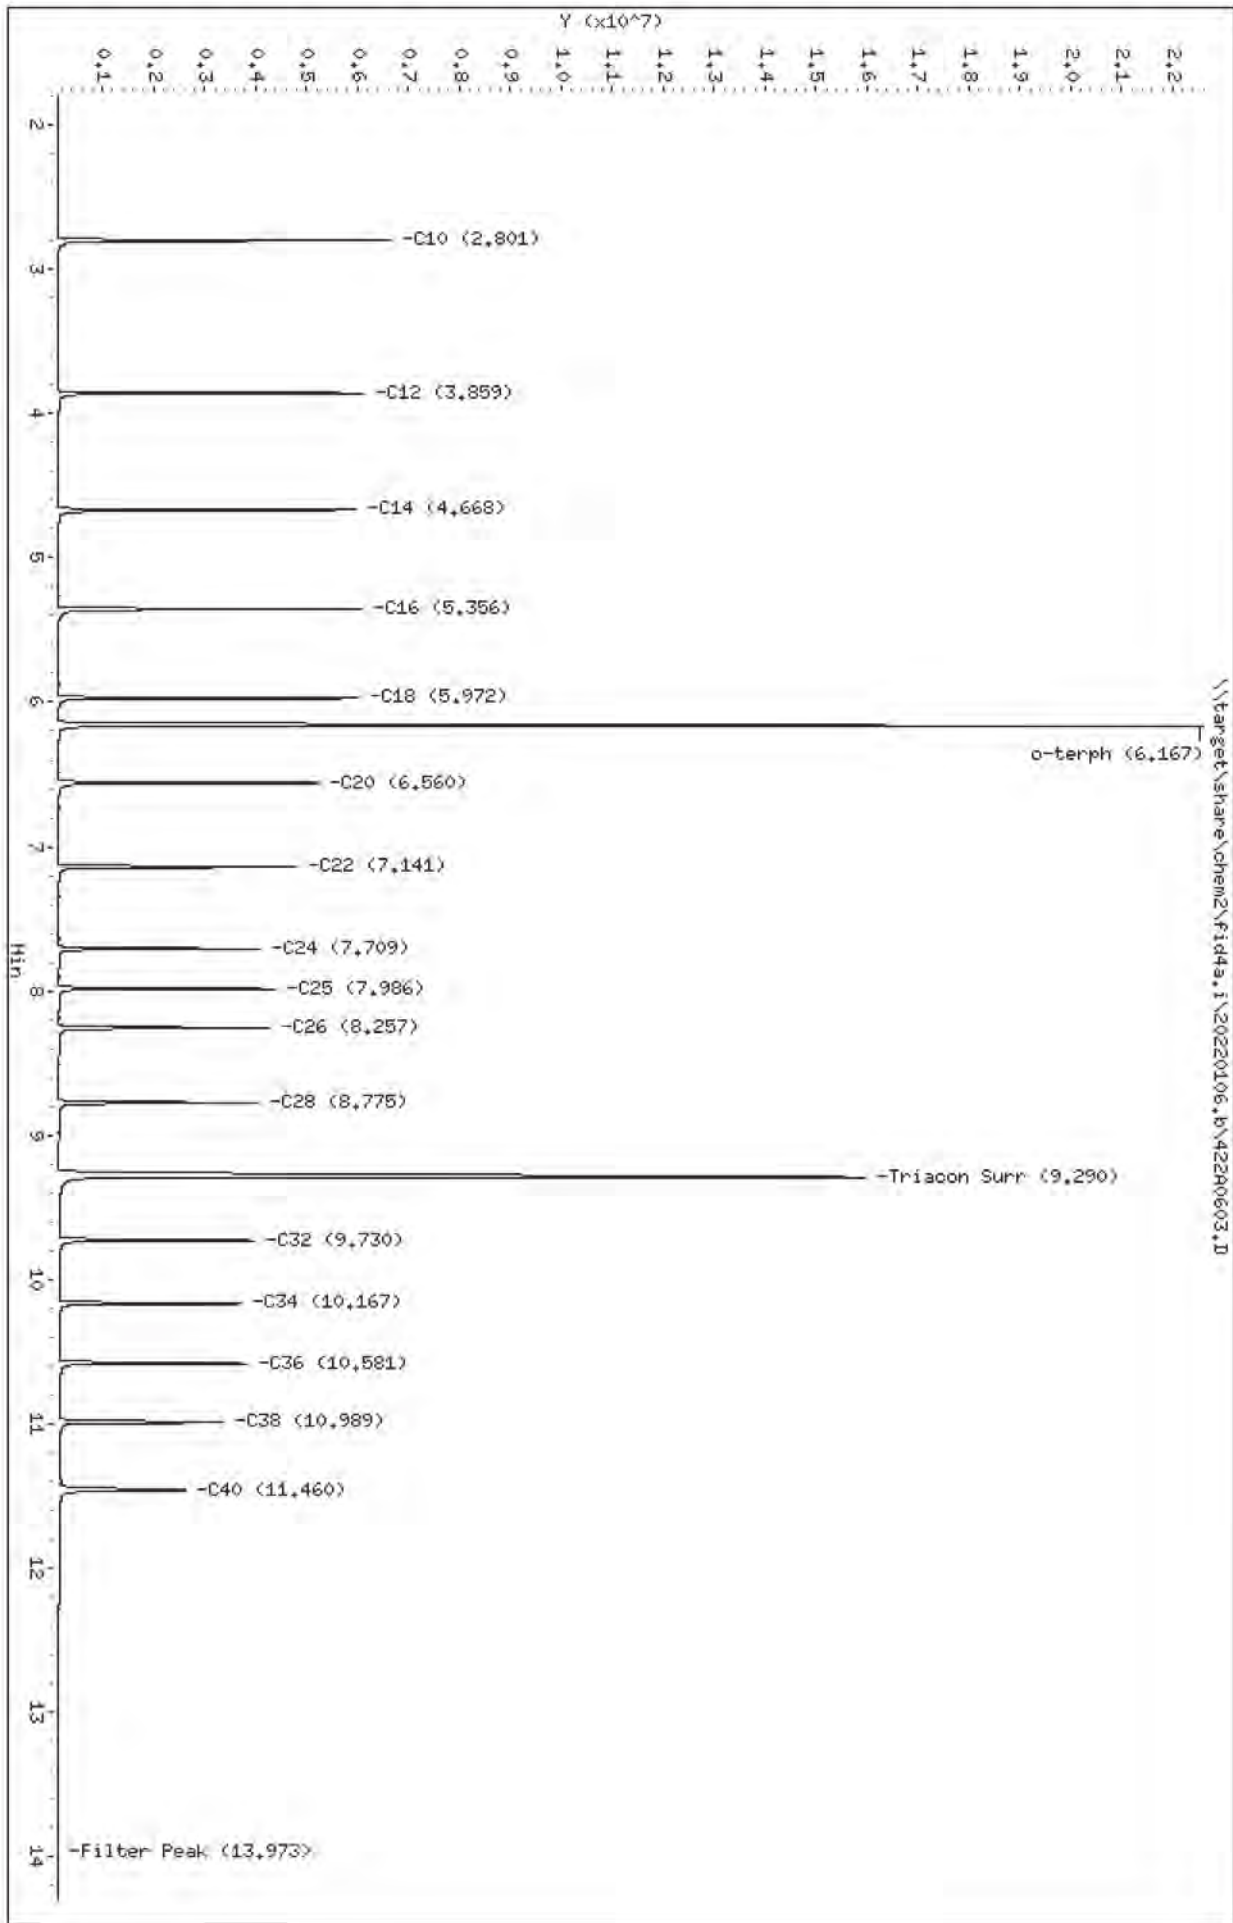 \\target\share\chem2\fid4a.i\20220106.b\422A0603.D
Y (x10^7)
0.1
0.2
0.3
0.4
0.5
0.6
0.7
0.8
0.9
1.0
1.1
1.2
1.3
1.4
1.5
1.6
1.7
1.8
1.9
2.0
2.1
2.2
2
3
4
5
6
7
8
9
10
11
12
13
14
Min
-C10 (2.801)
-C12 (3.859)
-C14 (4.668)
-C16 (5.356)
-C18 (5.972)
o-terph (6.167)
-C20 (6.560)
-C22 (7.141)
-C24 (7.709)
-C25 (7.986)
-C26 (8.257)
-C28 (8.775)
-Triacon Surr (9.290)
-C32 (9.730)
-C34 (10.167)
-C36 (10.581)
-C38 (10.989)
-C40 (11.460)
-Filter Peak (13.973)